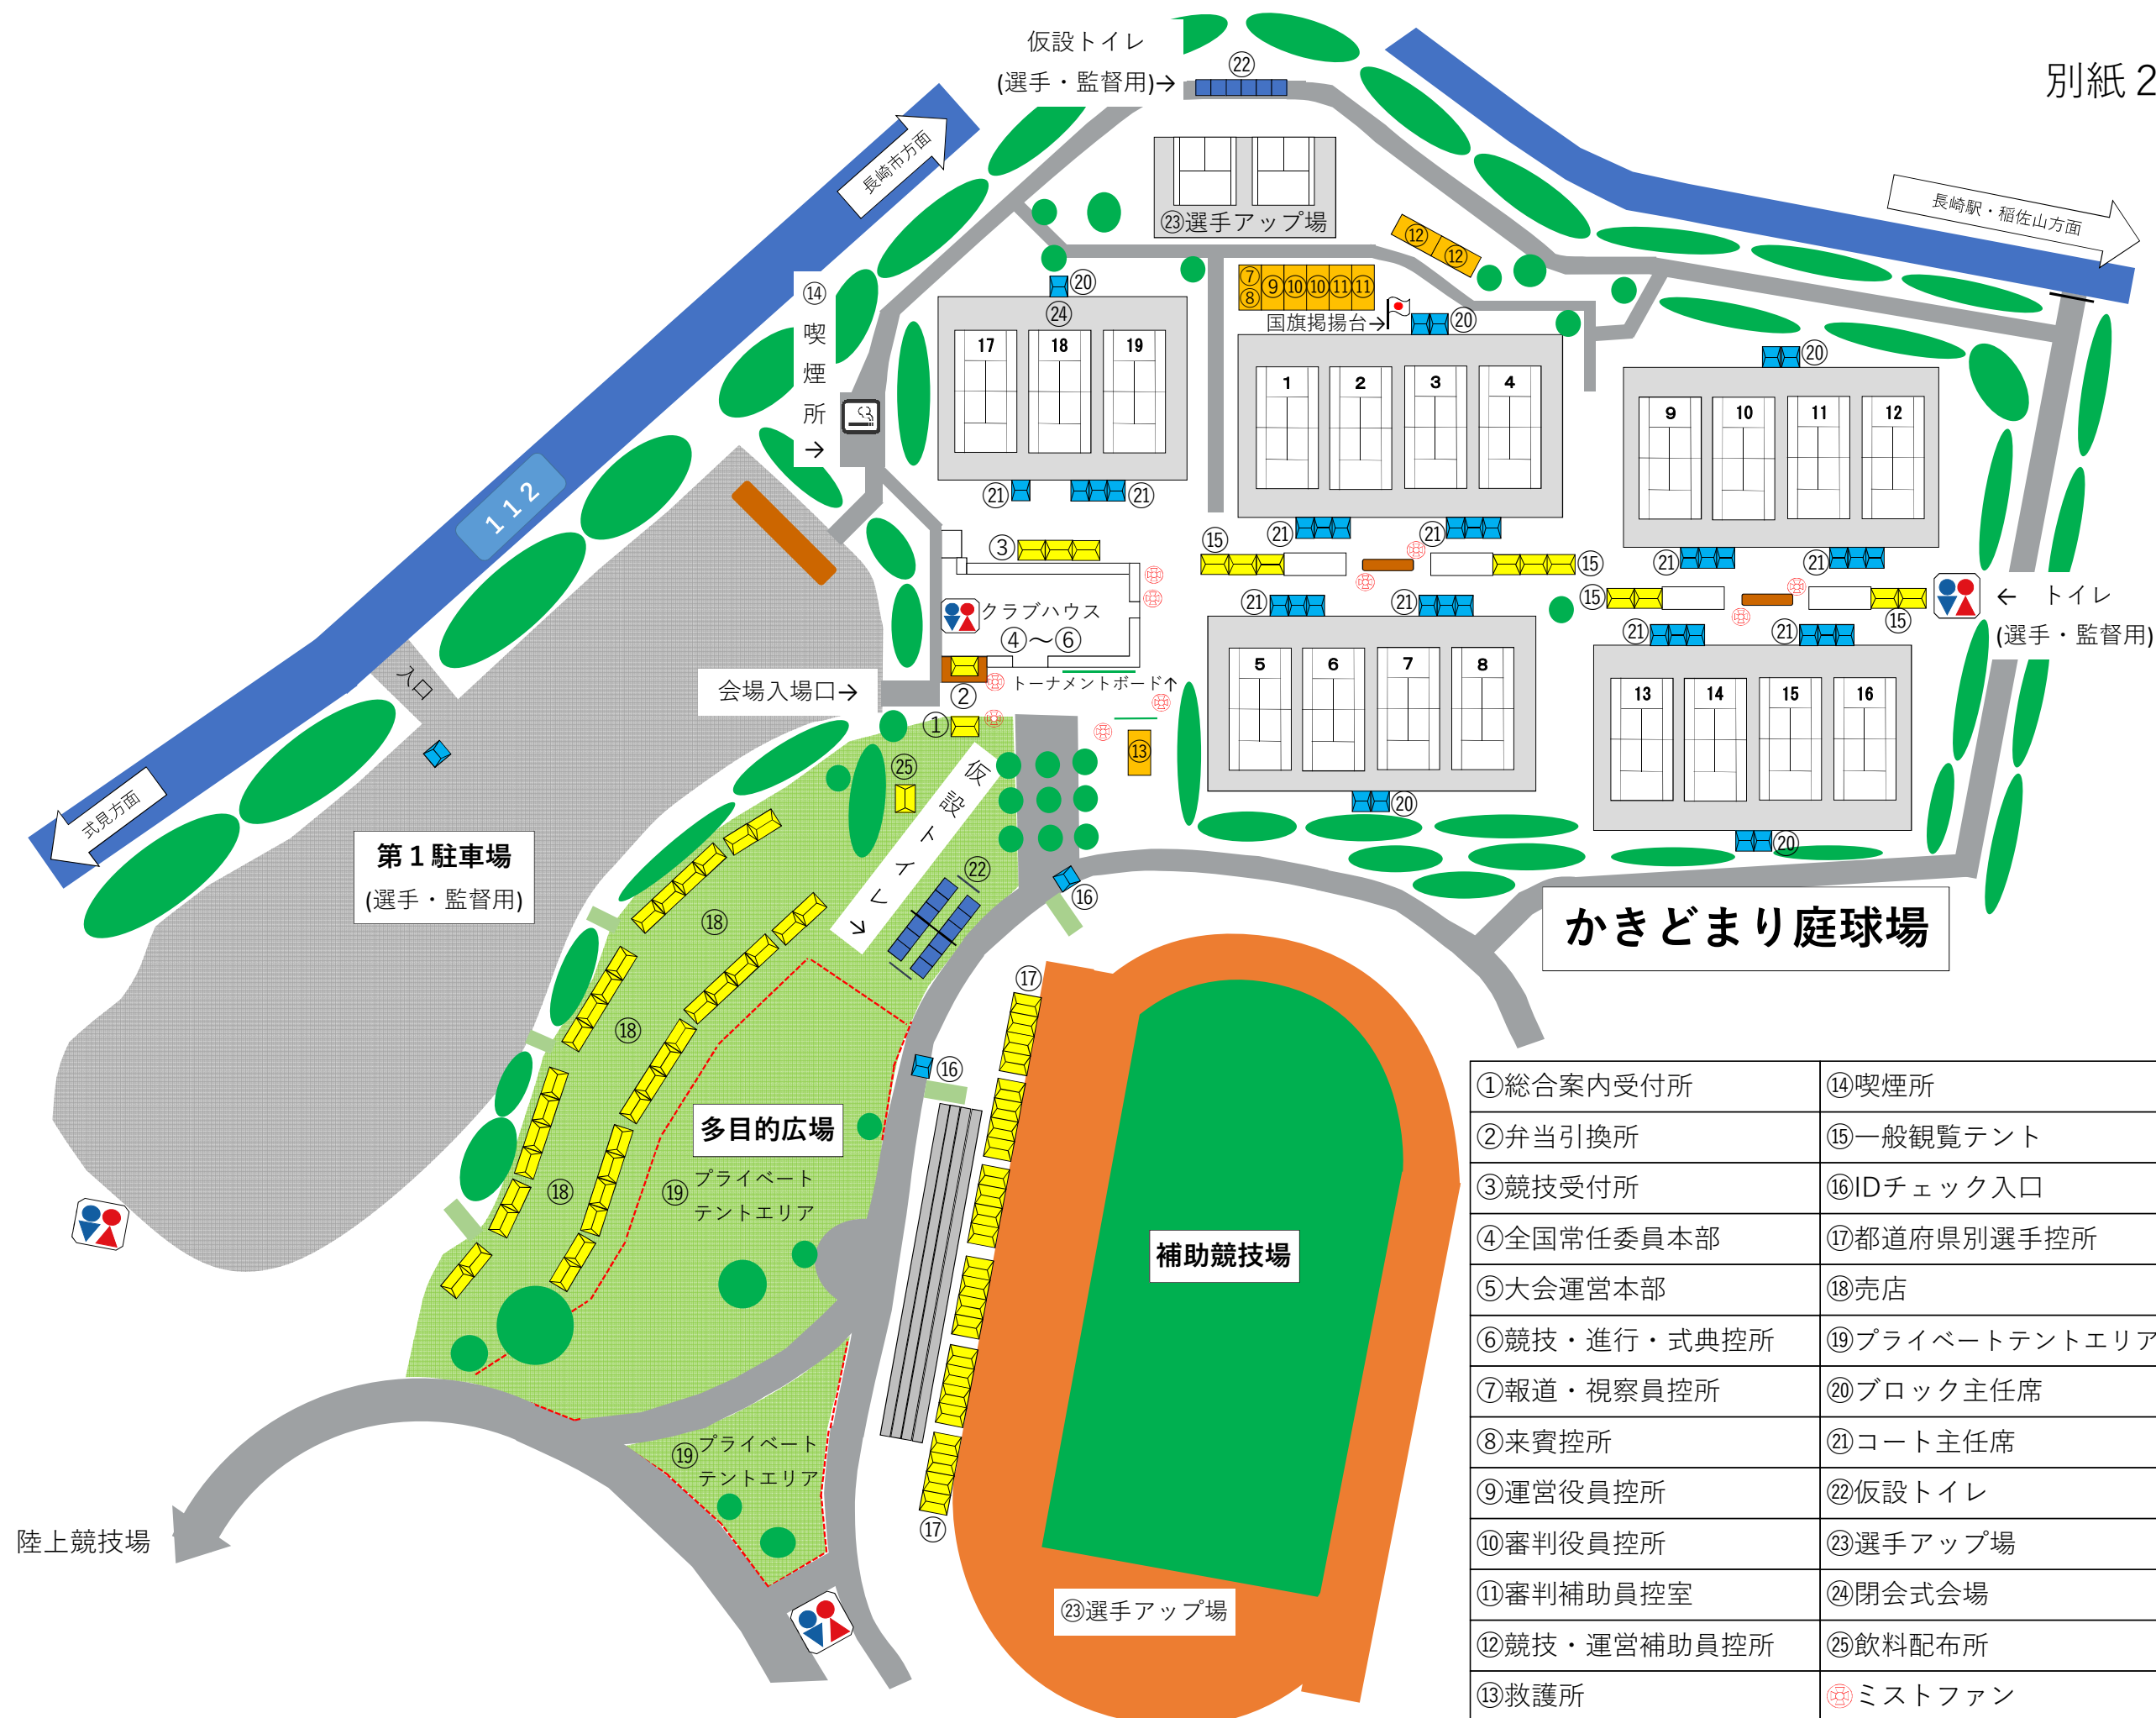 別紙２
仮設トイレ
(選手・監督用)→
㉒
長崎市方面
長崎駅・稲佐山方面
㉓選手アップ場
⑫
⑫
⑦
⑧
⑨
⑩
⑩
⑪
⑪
国旗掲揚台→
⑳
⑭
喫
煙
所
→
⑳
㉔
17
18
19
㉑
㉑
1
2
3
4
㉑
㉑
⑳
9
10
11
12
㉑
㉑
112
③
クラブハウス
④～⑥
⑮
⑮
⑮
⑮
← トイレ
(選手・監督用)
㉑
㉑
㉑
㉑
入口
会場入場口→
②
トーナメントボード↑
①
⑬
5
6
7
8
⑳
13
14
15
16
⑳
㉕
仮設トイレ→
㉒
式見方面
第１駐車場
(選手・監督用)
⑯
かきどまり庭球場
⑱
⑱
⑱
⑰
⑯
多目的広場
⑲プライベート
テントエリア
補助競技場
⑲プライベート
テントエリア
⑰
陸上競技場
㉓選手アップ場
①総合案内受付所
⑭喫煙所
②弁当引換所
⑮一般観覧テント
③競技受付所
⑯IDチェック入口
④全国常任委員本部
⑰都道府県別選手控所
⑤大会運営本部
⑱売店
⑥競技・進行・式典控所
⑲プライベートテントエリア
⑦報道・視察員控所
⑳ブロック主任席
⑧来賓控所
㉑コート主任席
⑨運営役員控所
㉒仮設トイレ
⑩審判役員控所
㉓選手アップ場
⑪審判補助員控室
㉔閉会式会場
⑫競技・運営補助員控所
㉕飲料配布所
⑬救護所
ミストファン